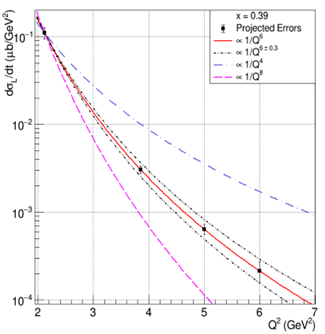 x = 0.39
Projected Errors
∝ 1/Q⁶
∝ 1/Q⁶±⁰·³
∝ 1/Q⁴
∝ 1/Q⁸
dσL/dt (μb/GeV²)
10⁻¹
10⁻²
10⁻³
10⁻⁴
2 3 4 5 6 7
Q² (GeV²)